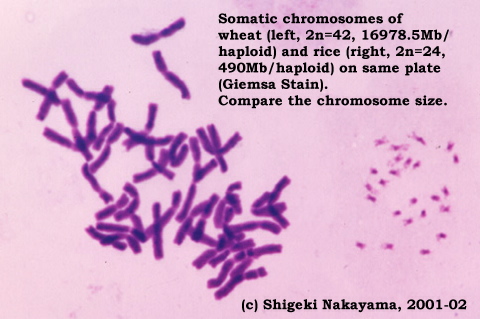 Somatic chromosomes of
wheat (left, 2n=42, 16978.5Mb/
haploid) and rice (right, 2n=24,
490Mb/haploid) on same plate
(Giemsa Stain).
Compare the chromosome size.
(c) Shigeki Nakayama, 2001-02